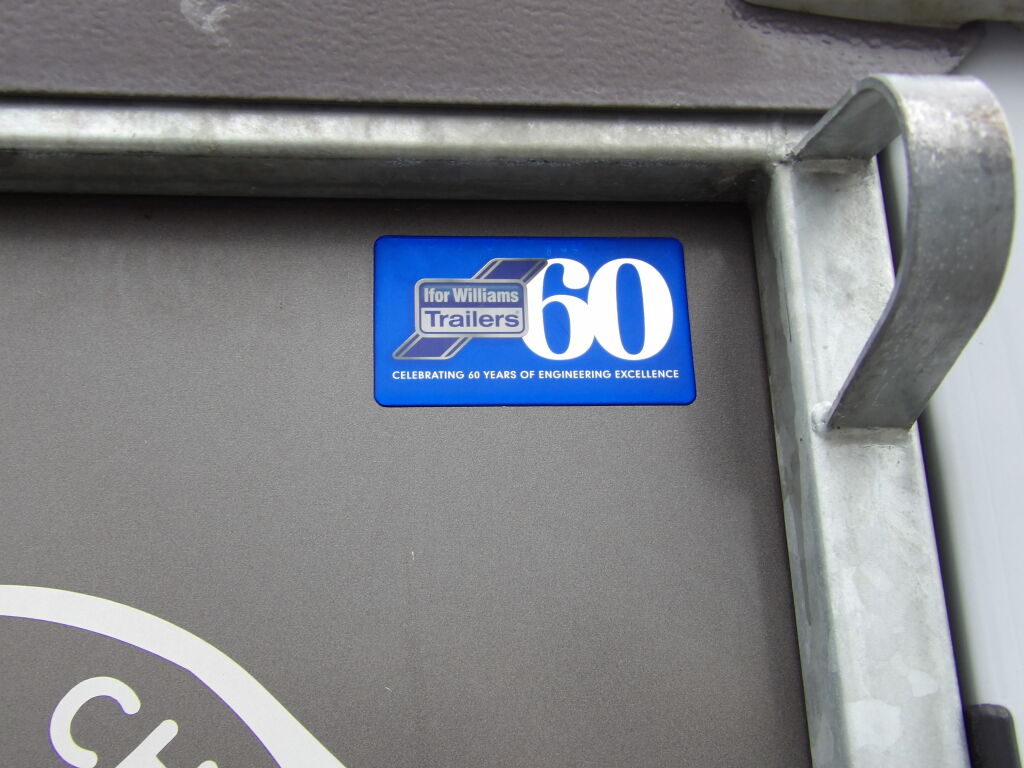 Ifor Williams
Trailers
60
CELEBRATING 60 YEARS OF ENGINEERING EXCELLENCE